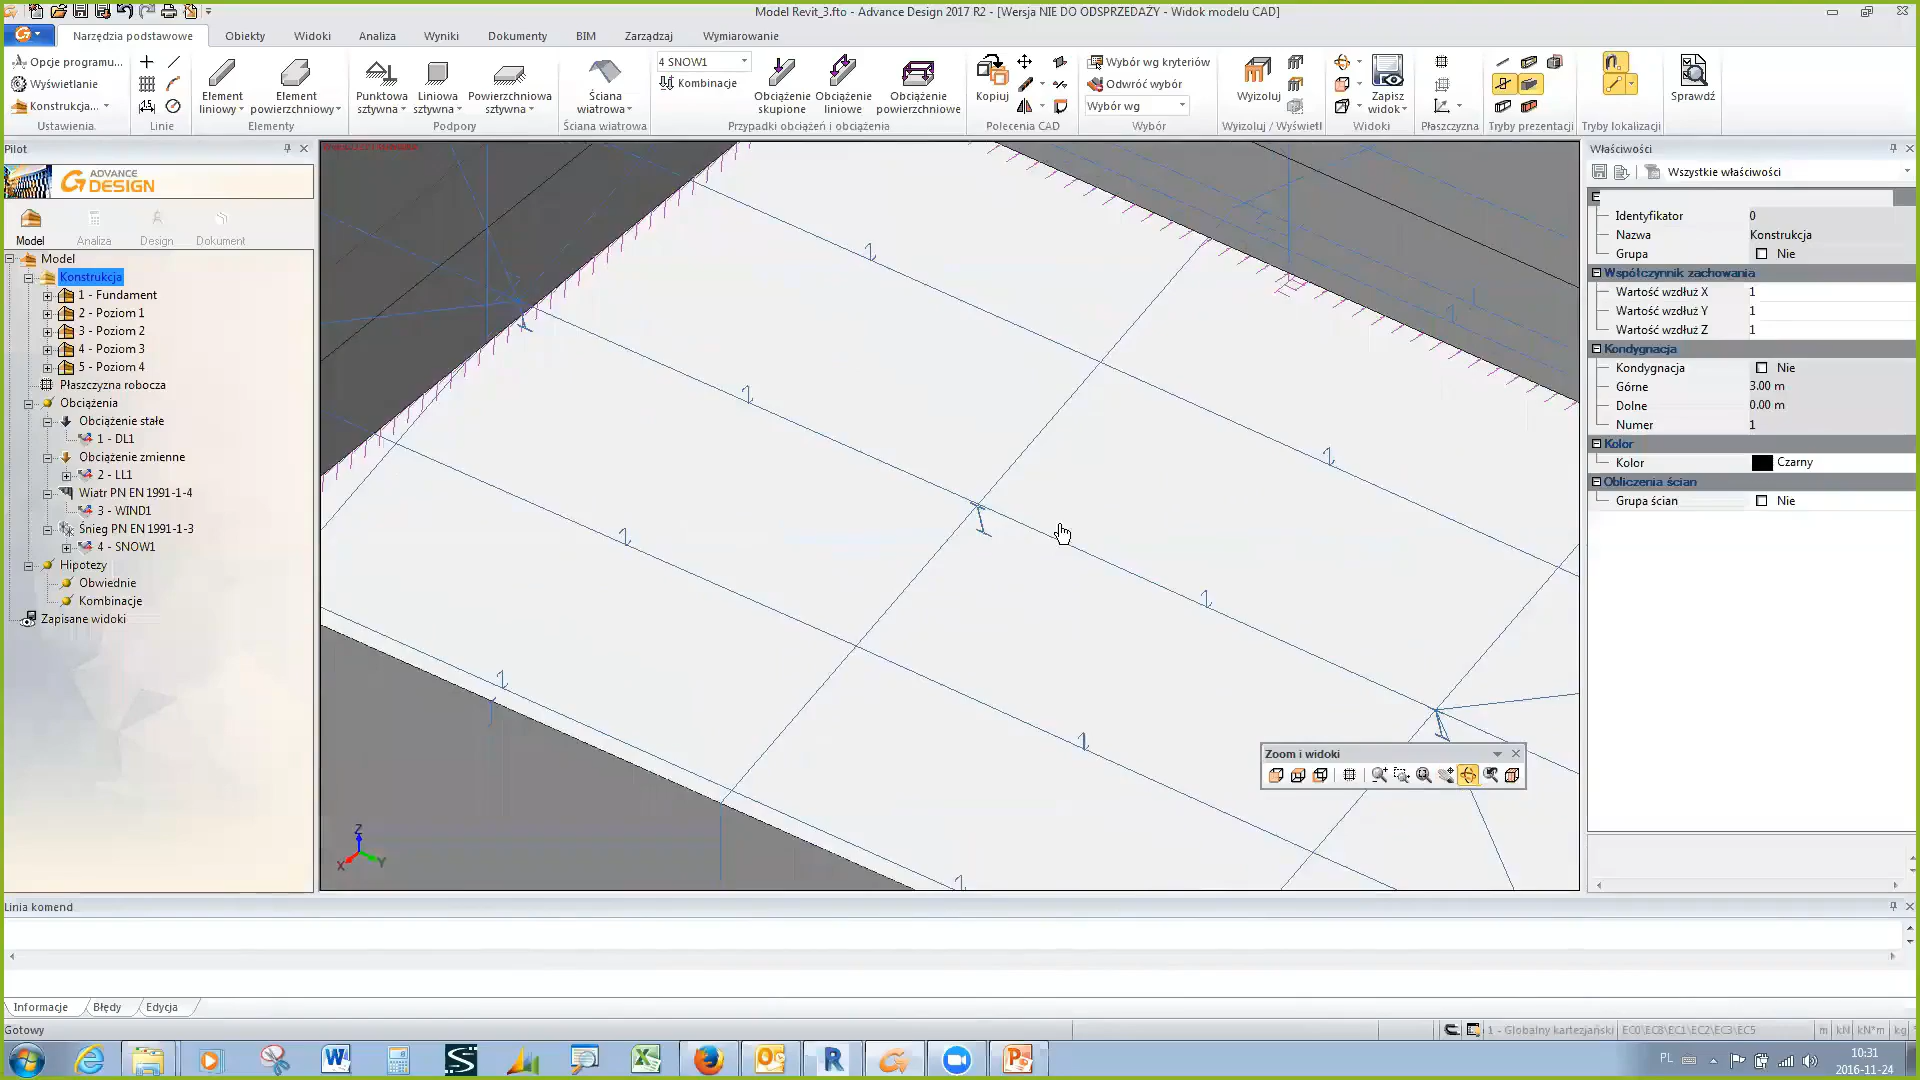 Model Revit_3.fto - Advance Design 2017 R2 - [Wersja NIE DO ODSPRZEDAŻY - Widok modelu CAD]
Narzędzia podstawowe Obiekty Widoki Analiza Wyniki Dokumenty BIM Zarządzaj Wymiarowanie
Opcje programu...
Wyświetlanie
Konstrukcja...
Ustawienia.
Linie
Element liniowy
Element powierzchniowy
Elementy
Punktowa sztywna
Liniowa sztywna
Powierzchniowa sztywna
Podpory
Ściana wiatrowa
Ściana wiatrowa
4 SNOW1
Kombinacje
Obciążenie skupione
Obciążenie liniowe
Obciążenie powierzchniowe
Przypadki obciążeń i obciążenia
Kopiuj
Polecenia CAD
Wybór wg kryteriów
Odwróć wybór
Wybór wg
Wybór
Wyizoluj
Wyizoluj / Wyświetl
Zapisz widok
Widoki
Płaszczyzna
Tryby prezentacji
Tryby lokalizacji
Sprawdź
Pilot
ADVANCE
DESIGN
Model Analiza Design Dokument
Model
Konstrukcja
1 - Fundament
2 - Poziom 1
3 - Poziom 2
4 - Poziom 3
5 - Poziom 4
Płaszczyzna robocza
Obciążenia
Obciążenie stałe
1 - DL1
Obciążenie zmienne
2 - LL1
Wiatr PN EN 1991-1-4
3 - WIND1
Śnieg PN EN 1991-1-3
4 - SNOW1
Hipotezy
Obwiednie
Kombinacje
Zapisane widoki
Z
X
Y
Zoom i widoki
Właściwości
Wszystkie właściwości
Identyfikator 0
Nazwa Konstrukcja
Grupa Nie
Współczynnik zachowania
Wartość wzdłuż X 1
Wartość wzdłuż Y 1
Wartość wzdłuż Z 1
Kondygnacja
Kondygnacja Nie
Górne 3.00 m
Dolne 0.00 m
Numer 1
Kolor
Kolor Czarny
Obliczenia ścian
Grupa ścian Nie
Linia komend
Informacje Błędy Edycja
Gotowy
1 - Globalny kartezjański EC0\EC8\EC1\EC2\EC3\EC5 m kN kN*m kg
PL
10:31
2016-11-24